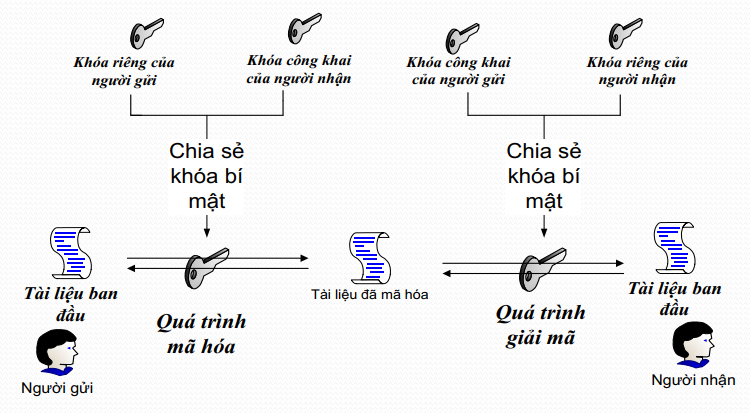 Khóa riêng của
người gửi
Khóa công khai
của người nhận
Khóa công khai
của người gửi
Khóa riêng của
người nhận
Chia sẻ
khóa bí
mật
Chia sẻ
khóa bí
mật
Tài liệu ban
đầu
Quá trình
mã hóa
Tài liệu đã mã hóa
Quá trình
giải mã
Tài liệu ban
đầu
Người gửi
Người nhận